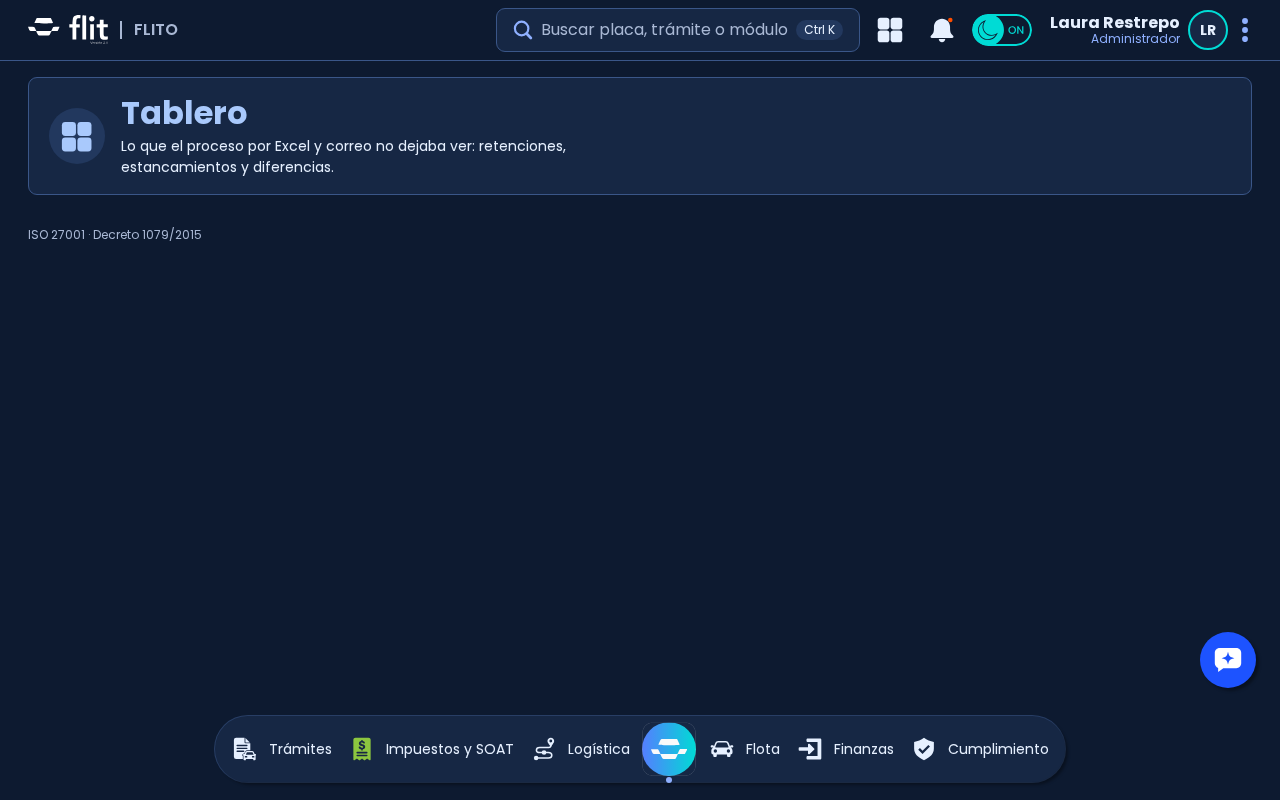 flit
FLITO
Buscar placa, trámite o módulo
Ctrl K
ON
Laura Restrepo
Administrador
LR
Tablero
Lo que el proceso por Excel y correo no dejaba ver: retenciones,
estancamientos y diferencias.
ISO 27001 · Decreto 1079/2015
Trámites
$
Impuestos y SOAT
Logística
Flota
Finanzas
Cumplimiento